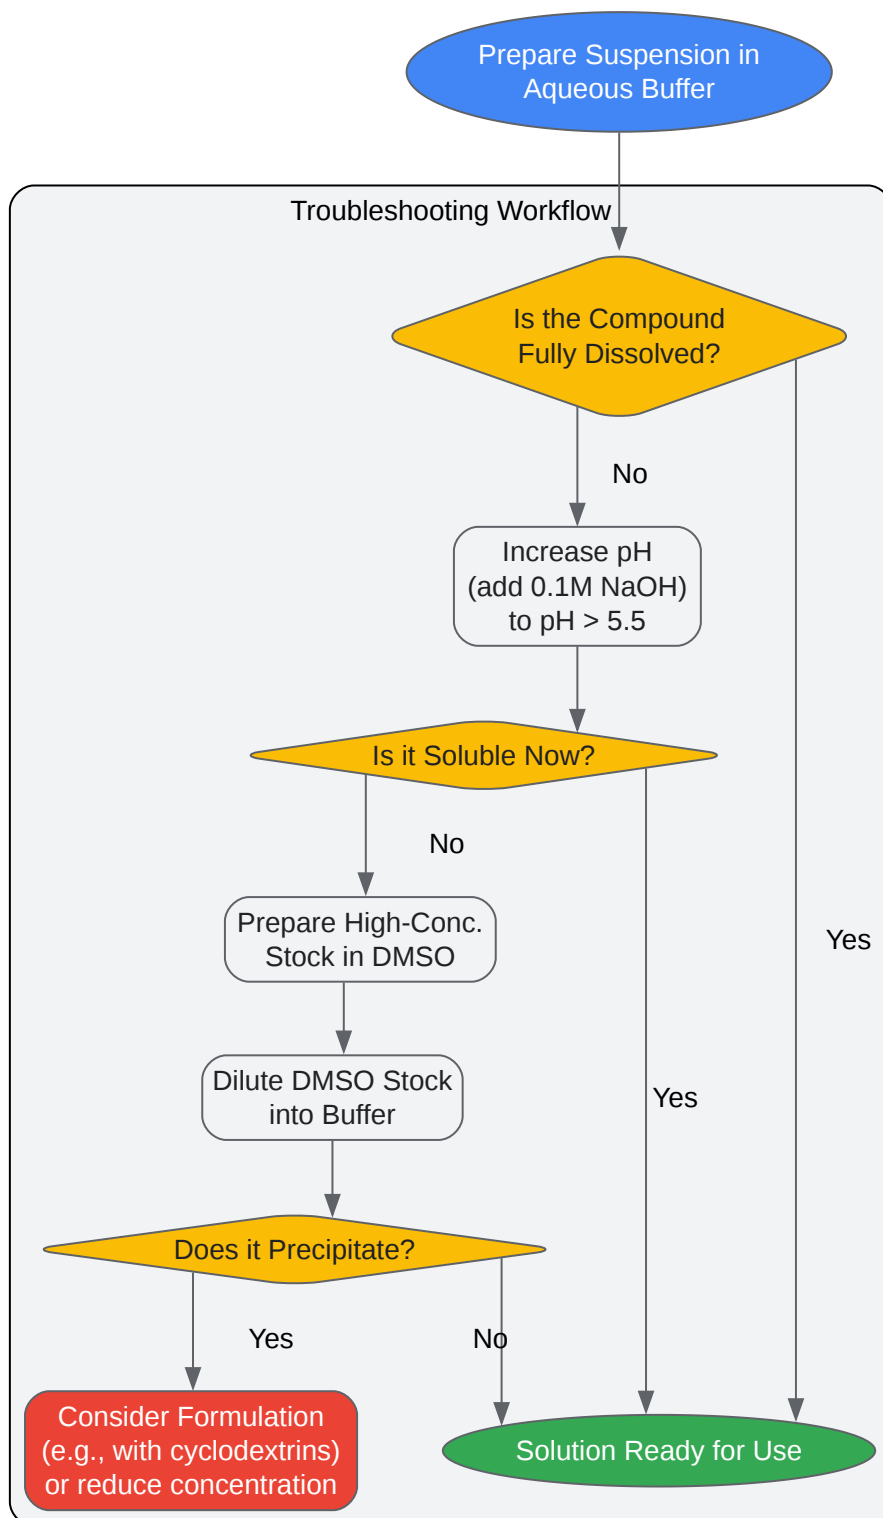 Prepare Suspension in
Aqueous Buffer
Troubleshooting Workflow
Is the Compound
Fully Dissolved?
No
Increase pH
(add 0.1M NaOH)
to pH > 5.5
Is it Soluble Now?
No
Prepare High-Conc.
Stock in DMSO
Yes
Dilute DMSO Stock
into Buffer
Yes
Does it Precipitate?
Yes
No
Consider Formulation
(e.g., with cyclodextrins)
or reduce concentration
Solution Ready for Use